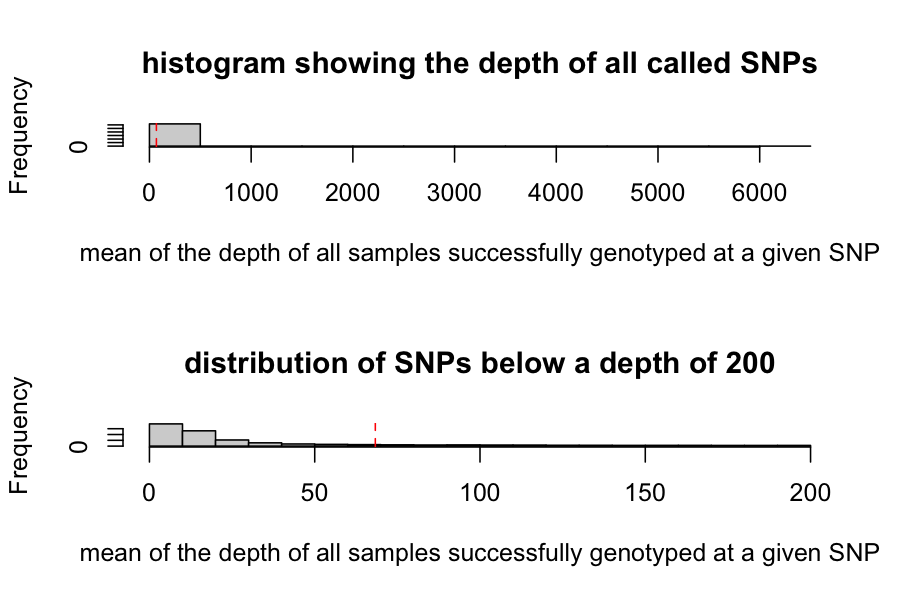 histogram showing the depth of all called SNPs
Frequency
0
0 1000 2000 3000 4000 5000 6000
mean of the depth of all samples successfully genotyped at a given SNP
distribution of SNPs below a depth of 200
Frequency
0
0 50 100 150 200
mean of the depth of all samples successfully genotyped at a given SNP